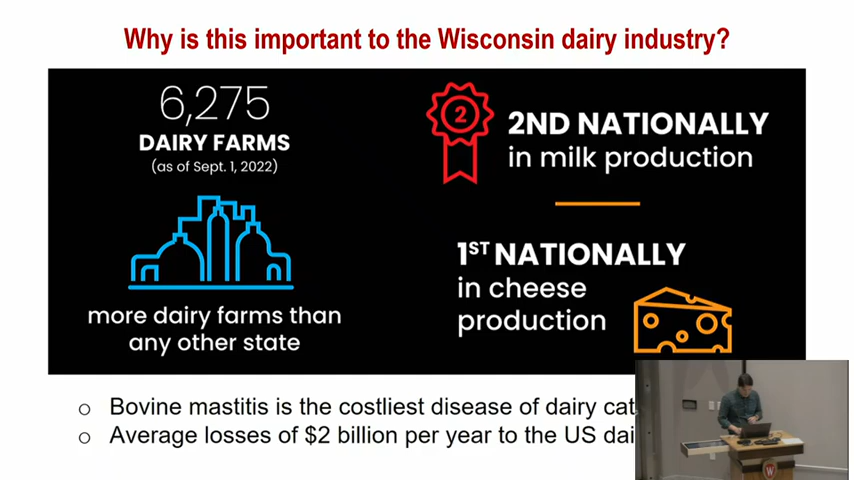 Why is this important to the Wisconsin dairy industry?
6,275
DAIRY FARMS
(as of Sept. 1, 2022)
more dairy farms than
any other state
2
2ND NATIONALLY
in milk production
1ST NATIONALLY
in cheese
production
o Bovine mastitis is the costliest disease of dairy
o Average losses of $2 billion per year to the US
W